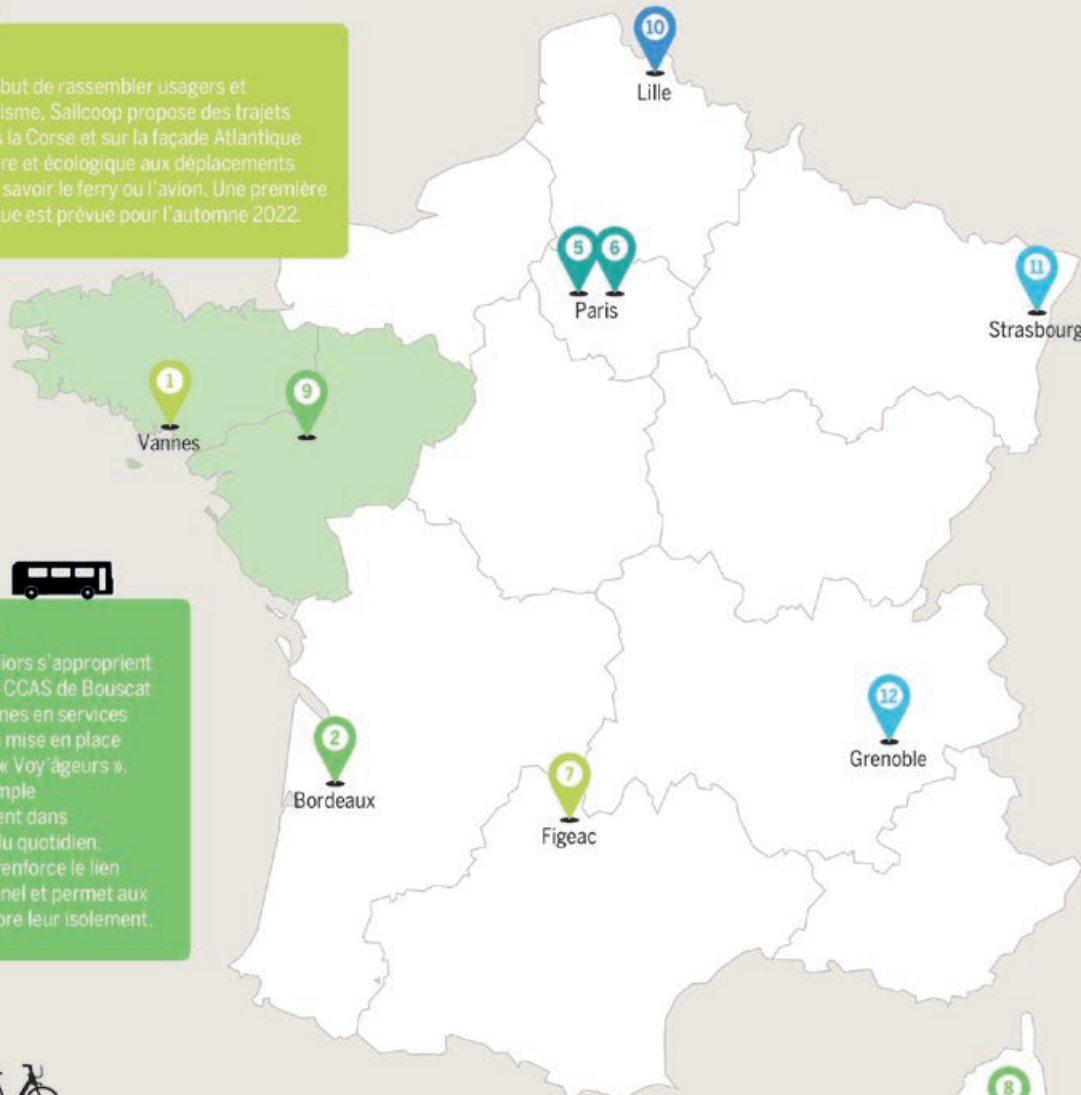 but de rassembler usagers et
isme, Sailcoop propose des trajets
s la Corse et sur la façade Atlantique
re et écologique aux déplacements
savoir le ferry ou l'avion. Une première
que est prévue pour l'automne 2022.
10
Lille
5 6
Paris
11
Strasbourg
1
Vannes
9
iors s'approprient
CCAS de Bouscat
nes en services
mise en place
« Voy'âgeurs ».
mple
ent dans
du quotidien.
renforce le lien
nel et permet aux
pre leur isolement.
2
Bordeaux
7
Figeac
12
Grenoble
8